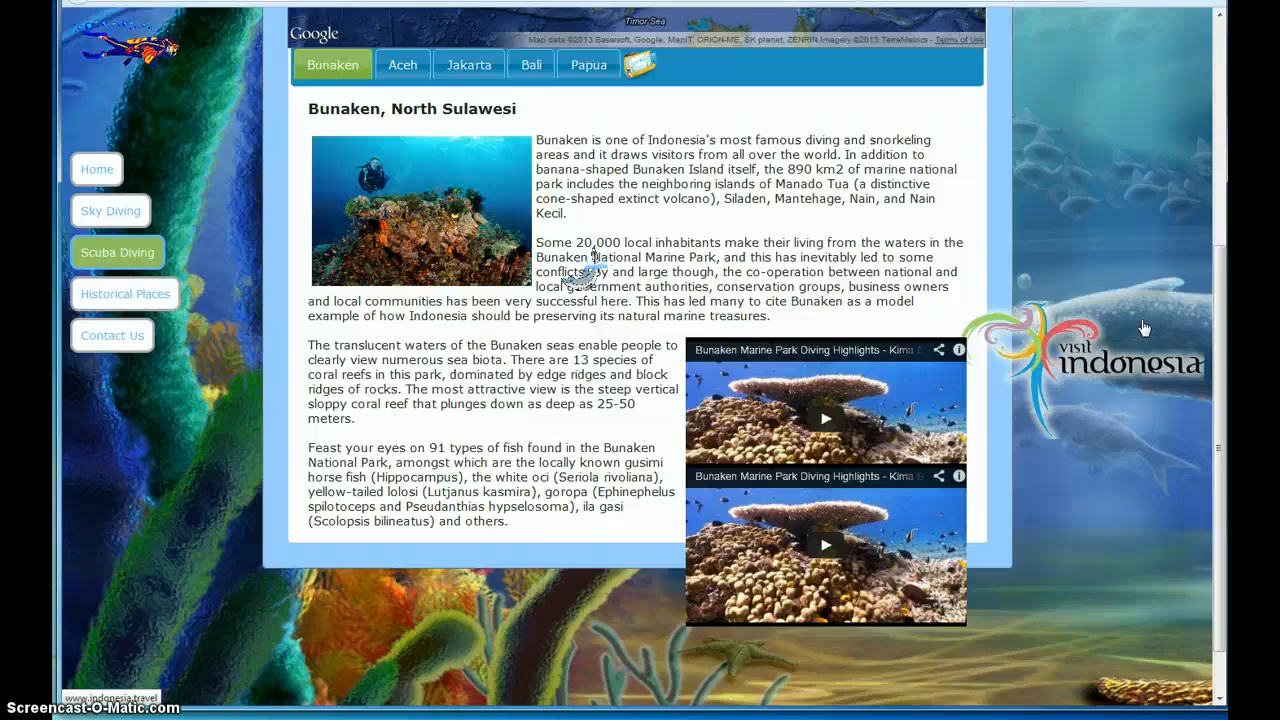 Timor Sea
Google
Map data ©2013 Basarsoft, Google, MapIT, ORION-ME, SK planet, ZENRIN Imagery ©2013 TerraMetrics - Terms of Use
Bunaken Aceh Jakarta Bali Papua
Bunaken, North Sulawesi
Bunaken is one of Indonesia's most famous diving and snorkeling
areas and it draws visitors from all over the world. In addition to
banana-shaped Bunaken Island itself, the 890 km2 of marine national
park includes the neighboring islands of Manado Tua (a distinctive
cone-shaped extinct volcano), Siladen, Mantehage, Nain, and Nain
Kecil.
Some 20,000 local inhabitants make their living from the waters in the
Bunaken National Marine Park, and this has inevitably led to some
conflicts. By and large though, the co-operation between national and
local government authorities, conservation groups, business owners
and local communities has been very successful here. This has led many to cite Bunaken as a model
example of how Indonesia should be preserving its natural marine treasures.
The translucent waters of the Bunaken seas enable people to
clearly view numerous sea biota. There are 13 species of
coral reefs in this park, dominated by edge ridges and block
ridges of rocks. The most attractive view is the steep vertical
sloppy coral reef that plunges down as deep as 25-50
meters.
Feast your eyes on 91 types of fish found in the Bunaken
National Park, amongst which are the locally known gusimi
horse fish (Hippocampus), the white oci (Seriola rivoliana),
yellow-tailed lolosi (Lutjanus kasmira), goropa (Ephinephelus
spilotoceps and Pseudanthias hypselosoma), ila gasi
(Scolopsis bilineatus) and others.
Bunaken Marine Park Diving Highlights - Kima
Bunaken Marine Park Diving Highlights - Kima
Home
Sky Diving
Scuba Diving
Historical Places
Contact Us
visit
indonesia
www.indonesia.travel
Screencast-O-Matic.com